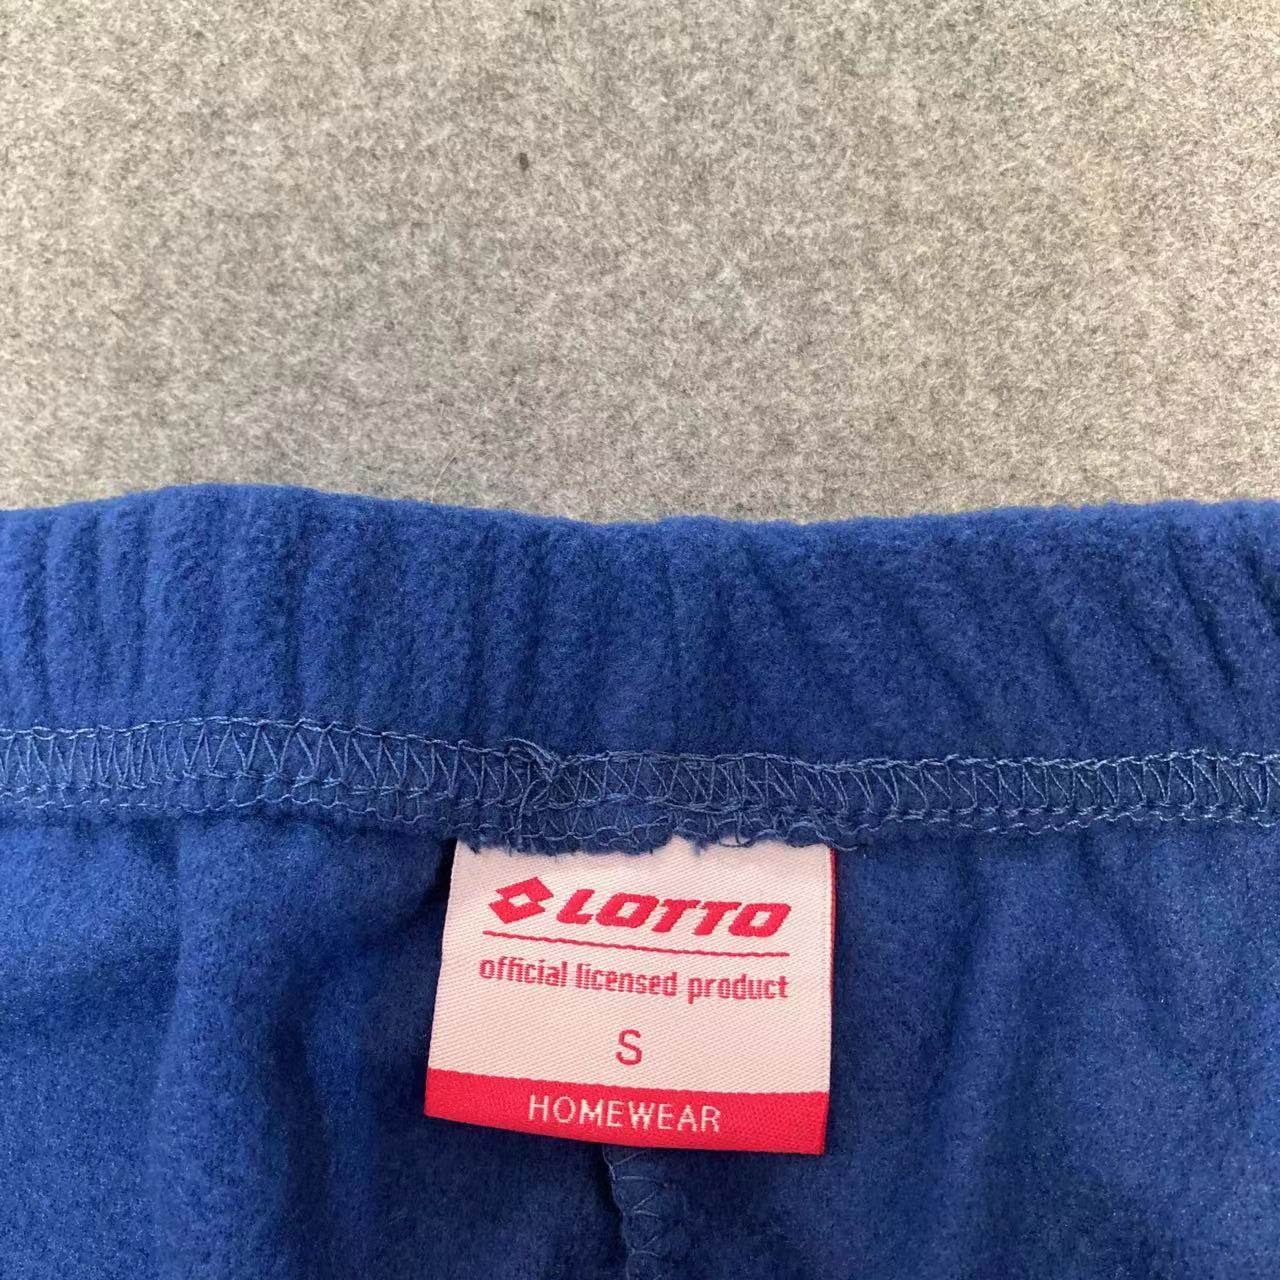 LOTTO
official licensed product
S
HOMEWEAR